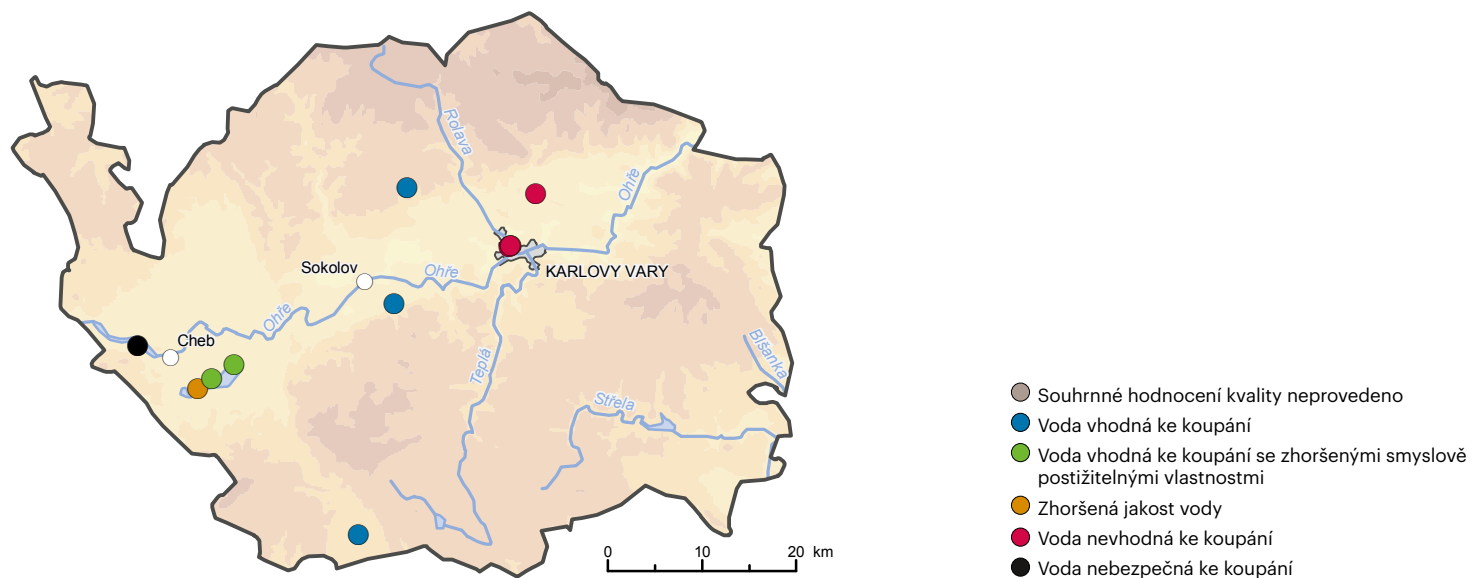 Rolava
Ohře
Sokolov
Ohře
KARLOVY VARY
Ohře
Cheb
Teplá
Blšanka
Střela
Souhrnné hodnocení kvality neprovedeno
Voda vhodná ke koupání
Voda vhodná ke koupání se zhoršenými smyslově
postižitelnými vlastnostmi
Zhoršená jakost vody
Voda nevhodná ke koupání
Voda nebezpečná ke koupání
0 10 20 km